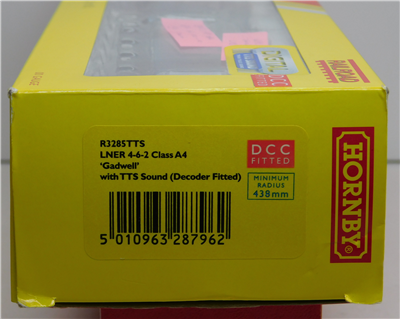 RAILROAD
R3285TTS
LNER 4-6-2 Class A4
'Gadwell'
with TTS Sound (Decoder Fitted)
DCC
FITTED
MINIMUM
RADIUS
438mm
HORNBY
5 010963 287962